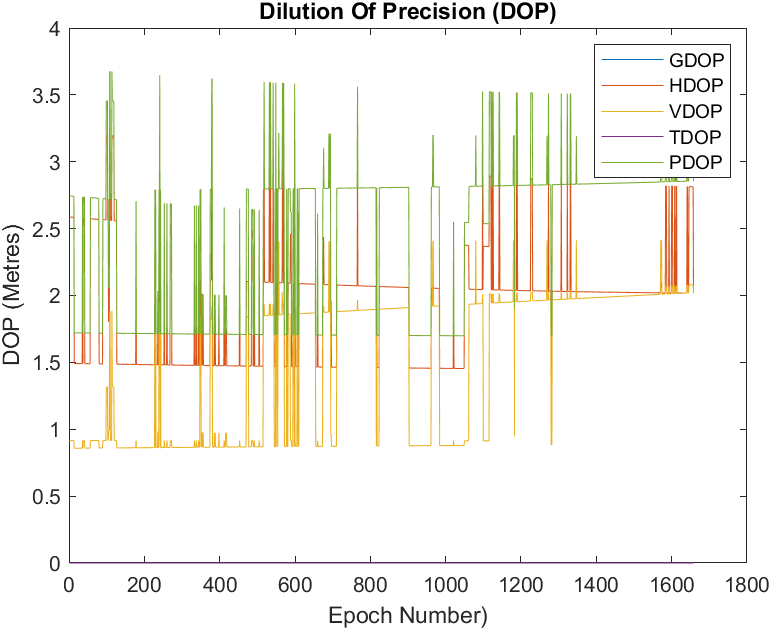 Dilution Of Precision (DOP)
4
3.5
3
2.5
2
1.5
1
0.5
0
DOP (Metres)
GDOP
HDOP
VDOP
TDOP
PDOP
0 200 400 600 800 1000 1200 1400 1600 1800
Epoch Number)